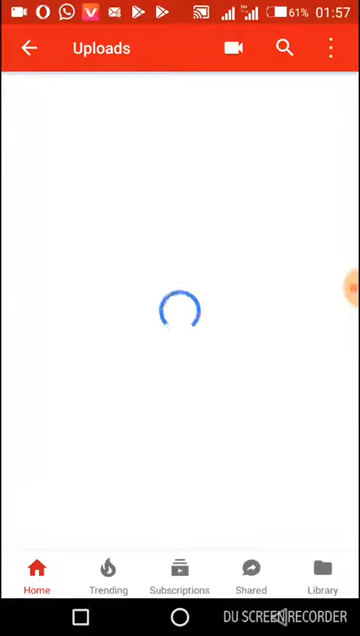 61% 01:57
Uploads
Home Trending Subscriptions Shared Library
DU SCREEN RECORDER